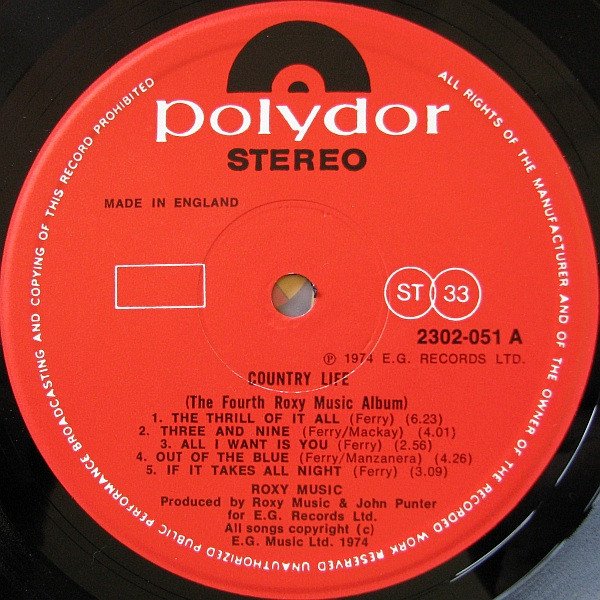 polydor
STEREO
ALL RIGHTS OF THE MANUFACTURER AND OF THE OWNER OF THE RECORDED WORK RESERVED UNAUTHORIZED PUBLIC PERFORMANCE BROADCASTING AND COPYING OF THIS RECORD PROHIBITED
MADE IN ENGLAND
ST 33
2302-051 A
℗ 1974 E.G. RECORDS LTD.
COUNTRY LIFE
(The Fourth Roxy Music Album)
1. THE THRILL OF IT ALL (Ferry) (6.23)
2. THREE AND NINE (Ferry/Mackay) (4.01)
3. ALL I WANT IS YOU (Ferry) (2.56)
4. OUT OF THE BLUE (Ferry/Manzanera) (4.26)
5. IF IT TAKES ALL NIGHT (Ferry) (3.09)
ROXY MUSIC
Produced by Roxy Music & John Punter
for E.G. Records Ltd.
All songs copyright (c)
E.G. Music Ltd. 1974